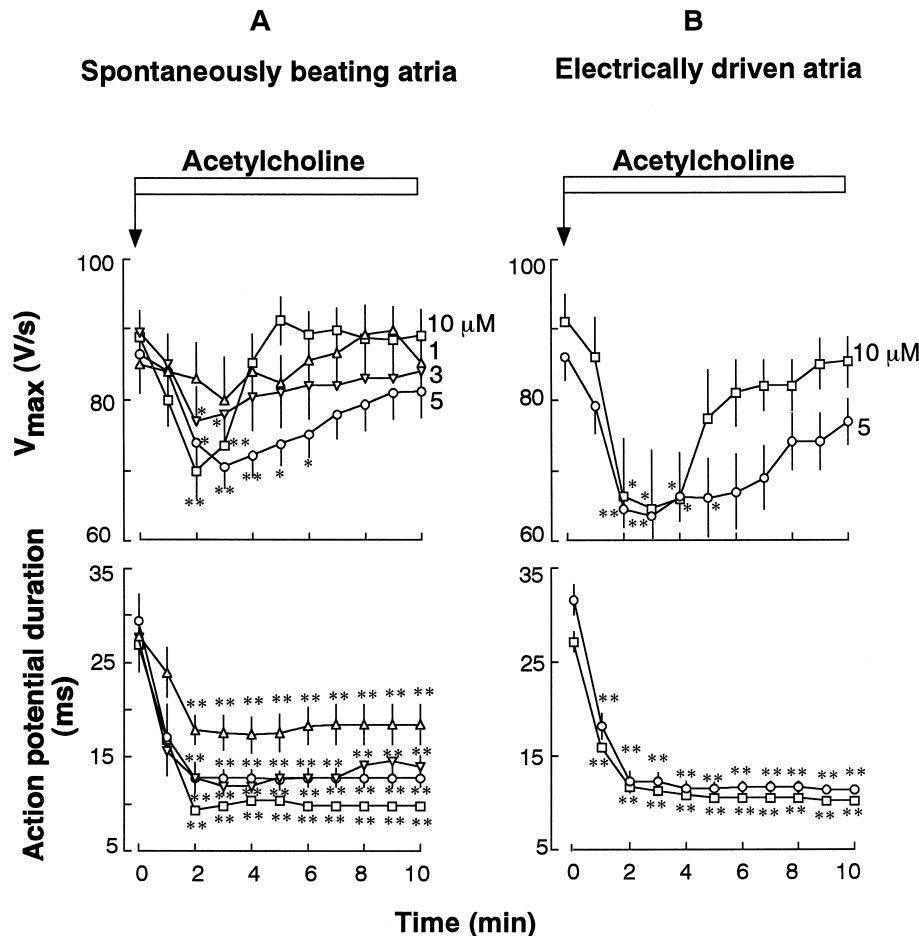 A
B
Spontaneously beating atria
Electrically driven atria
Acetylcholine
Acetylcholine
Vmax (V/s)
100
80
60
10 μM
1
3
5
*
*
*
**
**
**
**
*
*
100
80
60
10 μM
5
*
*
*
**
**
*
*
Action potential duration
(ms)
35
25
15
5
** ** ** ** ** ** ** ** **
** ** ** ** ** ** ** ** **
** ** ** ** ** ** ** ** **
** ** ** ** ** ** ** ** **
0 2 4 6 8 10
35
25
15
5
** ** ** ** ** ** ** ** ** **
** ** ** ** ** ** ** ** ** **
0 2 4 6 8 10
Time (min)